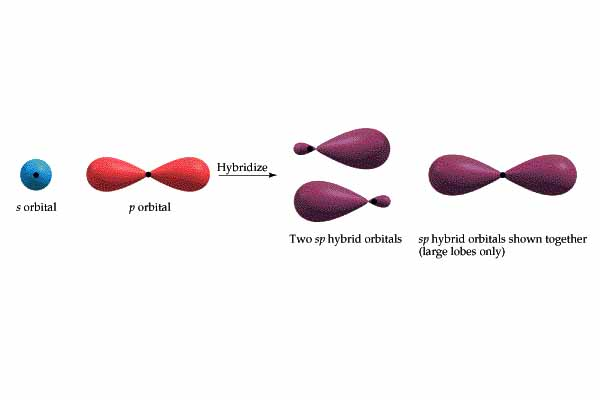 Hybridize
s orbital
p orbital
Two sp hybrid orbitals
sp hybrid orbitals shown together
(large lobes only)